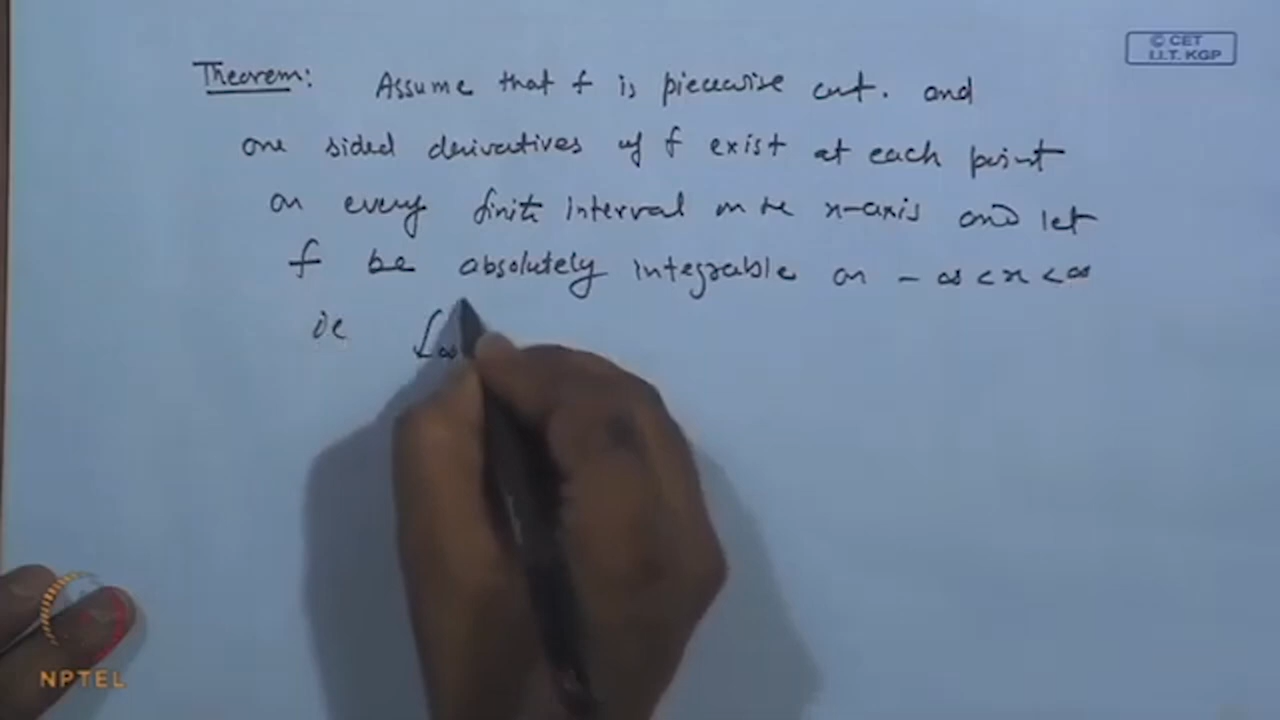 © CET
I.I.T. KGP
Theorem: Assume that f is piecewise cnt. and
one sided derivatives of f exist at each point
on every finite interval on the x-axis and let
f be absolutely integrable on -∞ < x < ∞
ie ∫-∞
NPTEL